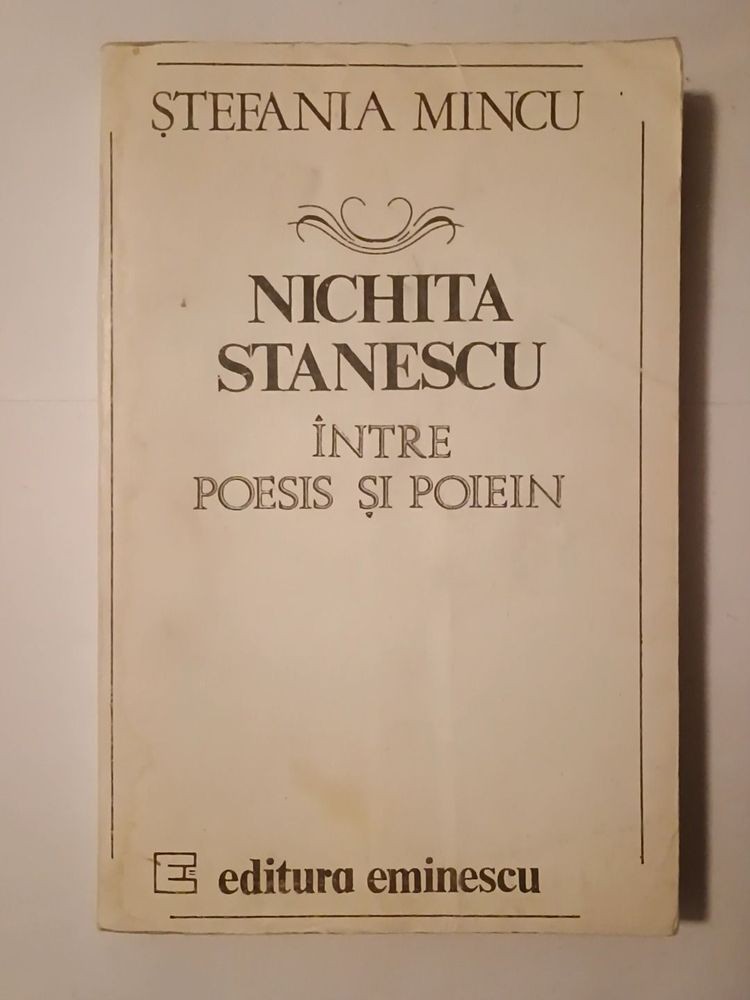 ȘTEFANIA MINCU
NICHITA
STANESCU
ÎNTRE
POESIS ȘI POIEIN
E editura eminescu